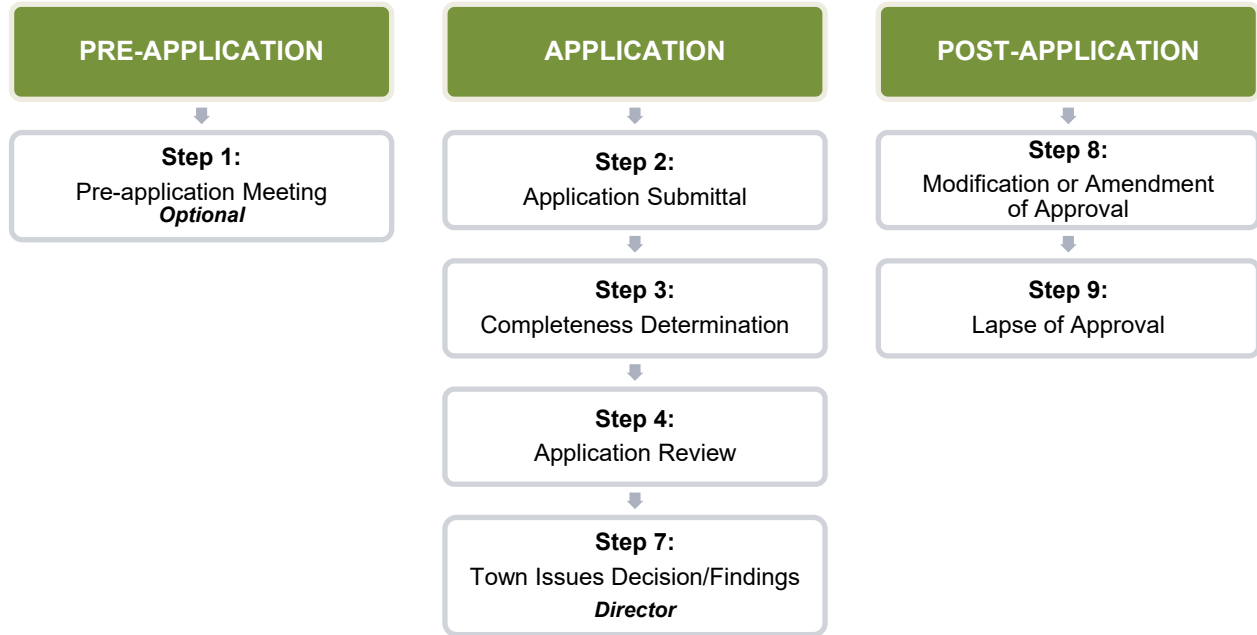 PRE-APPLICATION
Step 1:
Pre-application Meeting
Optional
APPLICATION
Step 2:
Application Submittal
Step 3:
Completeness Determination
Step 4:
Application Review
Step 7:
Town Issues Decision/Findings
Director
POST-APPLICATION
Step 8:
Modification or Amendment
of Approval
Step 9:
Lapse of Approval